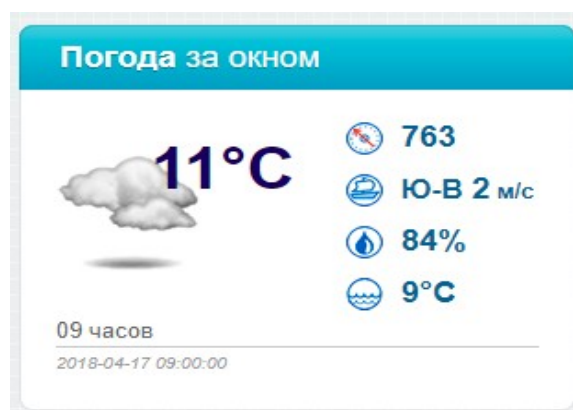 Погода за окном
11°C
763
Ю-В 2 м/с
84%
9°C
09 часов
2018-04-17 09:00:00